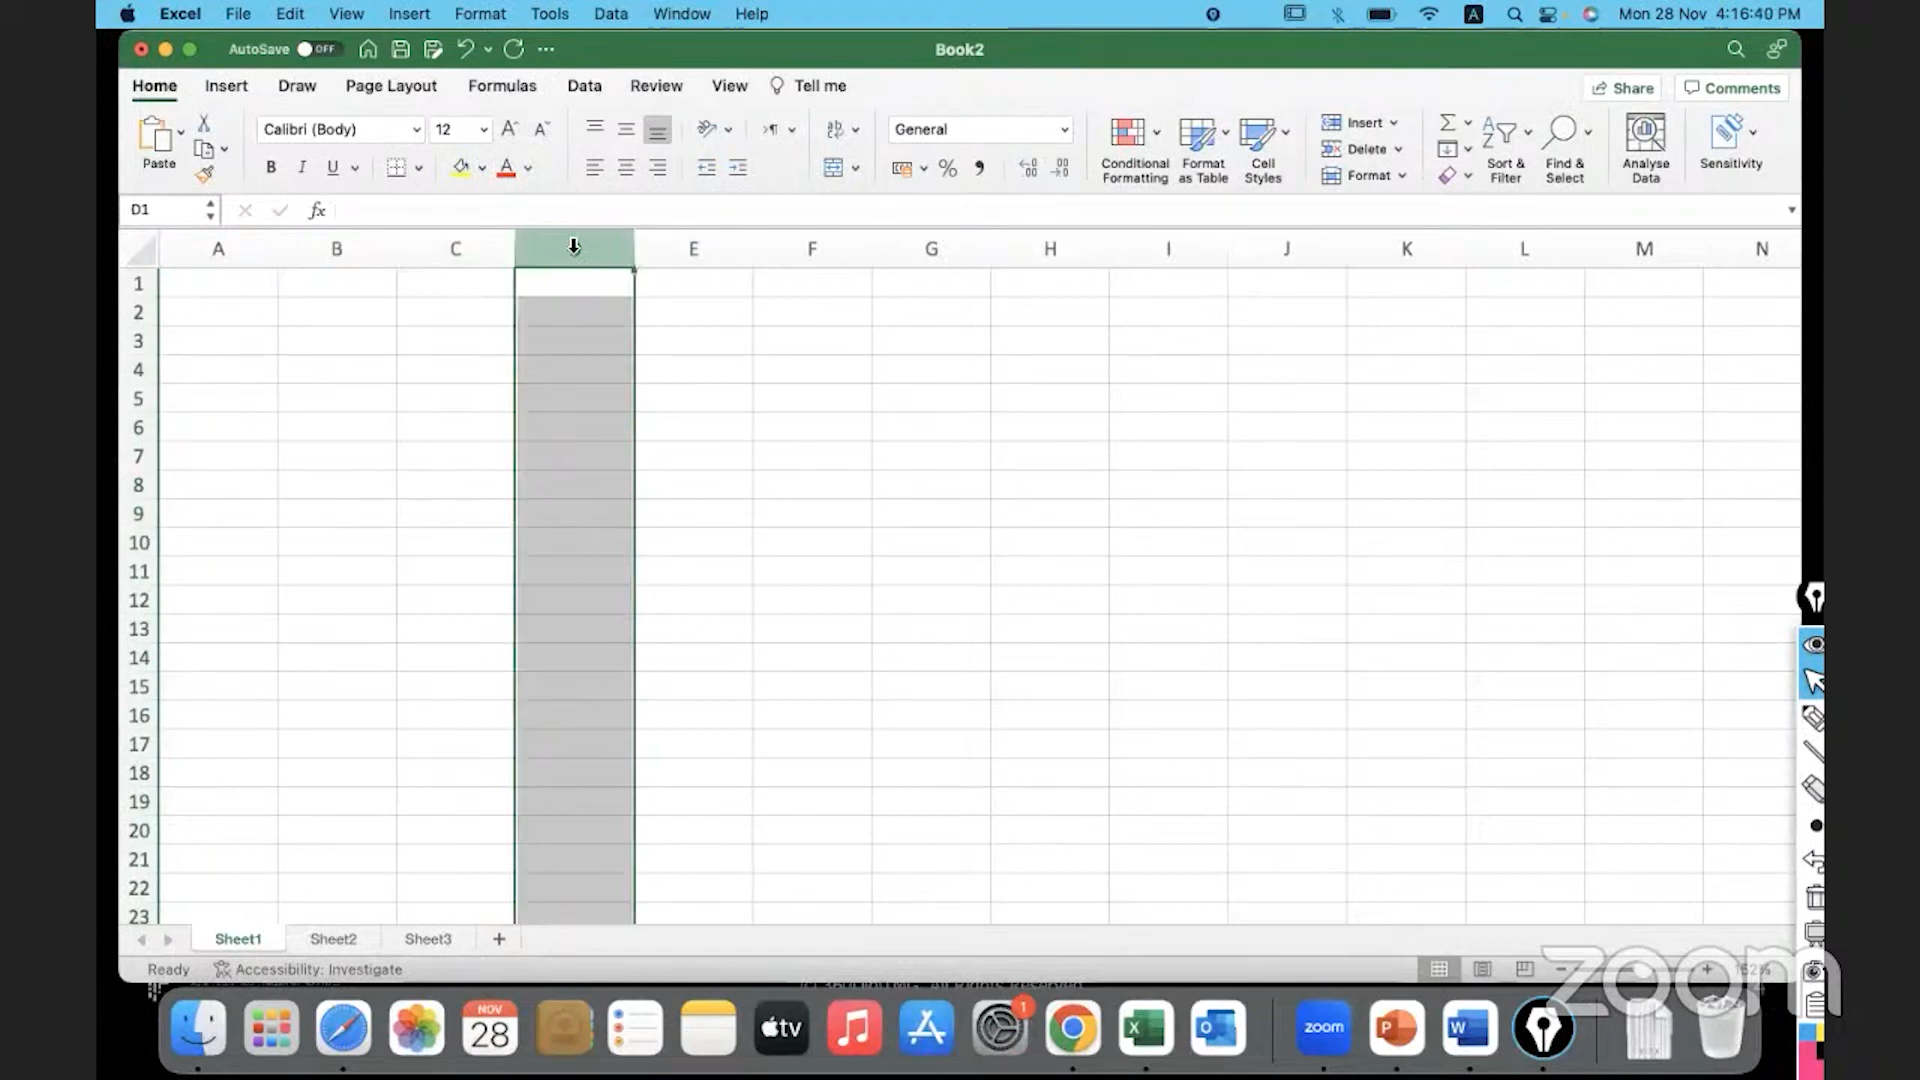 Excel File Edit View Insert Format Tools Data Window Help A Mon 28 Nov 4:16:40 PM
AutoSave OFF Book2
Home Insert Draw Page Layout Formulas Data Review View Tell me Share Comments
Paste Calibri (Body) 12 A A ab General Insert
B I U A % Delete
Format
Conditional Formatting
Format as Table
Cell Styles
Sort & Filter
Find & Select
Analyse Data
Sensitivity
D1 fx
A B C E F G H I J K L M N
1
2
3
4
5
6
7
8
9
10
11
12
13
14
15
16
17
18
19
20
21
22
23
Sheet1 Sheet2 Sheet3 +
Ready Accessibility: Investigate
zoom
NOV
28
tv
1
X
O
zoom
P
W